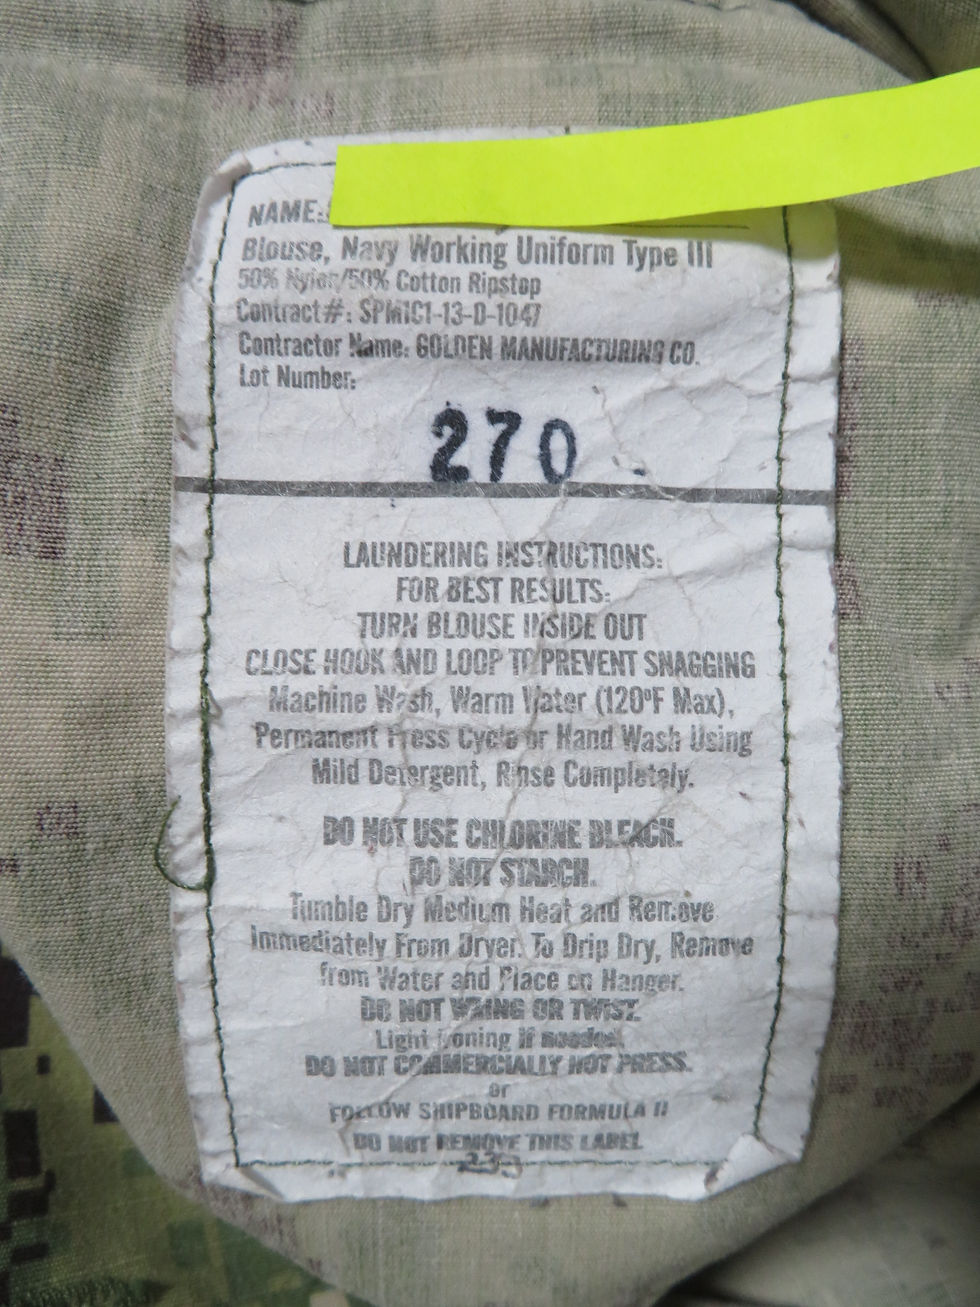 NAME:
Blouse, Navy Working Uniform Type III
50% Nylon/50% Cotton Ripstop
Contract#: SPM1C1-13-D-1047
Contractor Name: GOLDEN MANUFACTURING CO.
Lot Number:
270
LAUNDERING INSTRUCTIONS:
FOR BEST RESULTS:
TURN BLOUSE INSIDE OUT
CLOSE HOOK AND LOOP TO PREVENT SNAGGING
Machine Wash, Warm Water (120ºF Max),
Permanent Press Cycle or Hand Wash Using
Mild Detergent, Rinse Completely.
DO NOT USE CHLORINE BLEACH.
DO NOT STARCH.
Tumble Dry Medium Heat and Remove
Immediately From Dryer. To Drip Dry, Remove
from Water and Place on Hanger.
DO NOT WRING OR TWIST.
Light Ironing if needed.
DO NOT COMMERCIALLY HOT PRESS.
or
FOLLOW SHIPBOARD FORMULA II
DO NOT REMOVE THIS LABEL